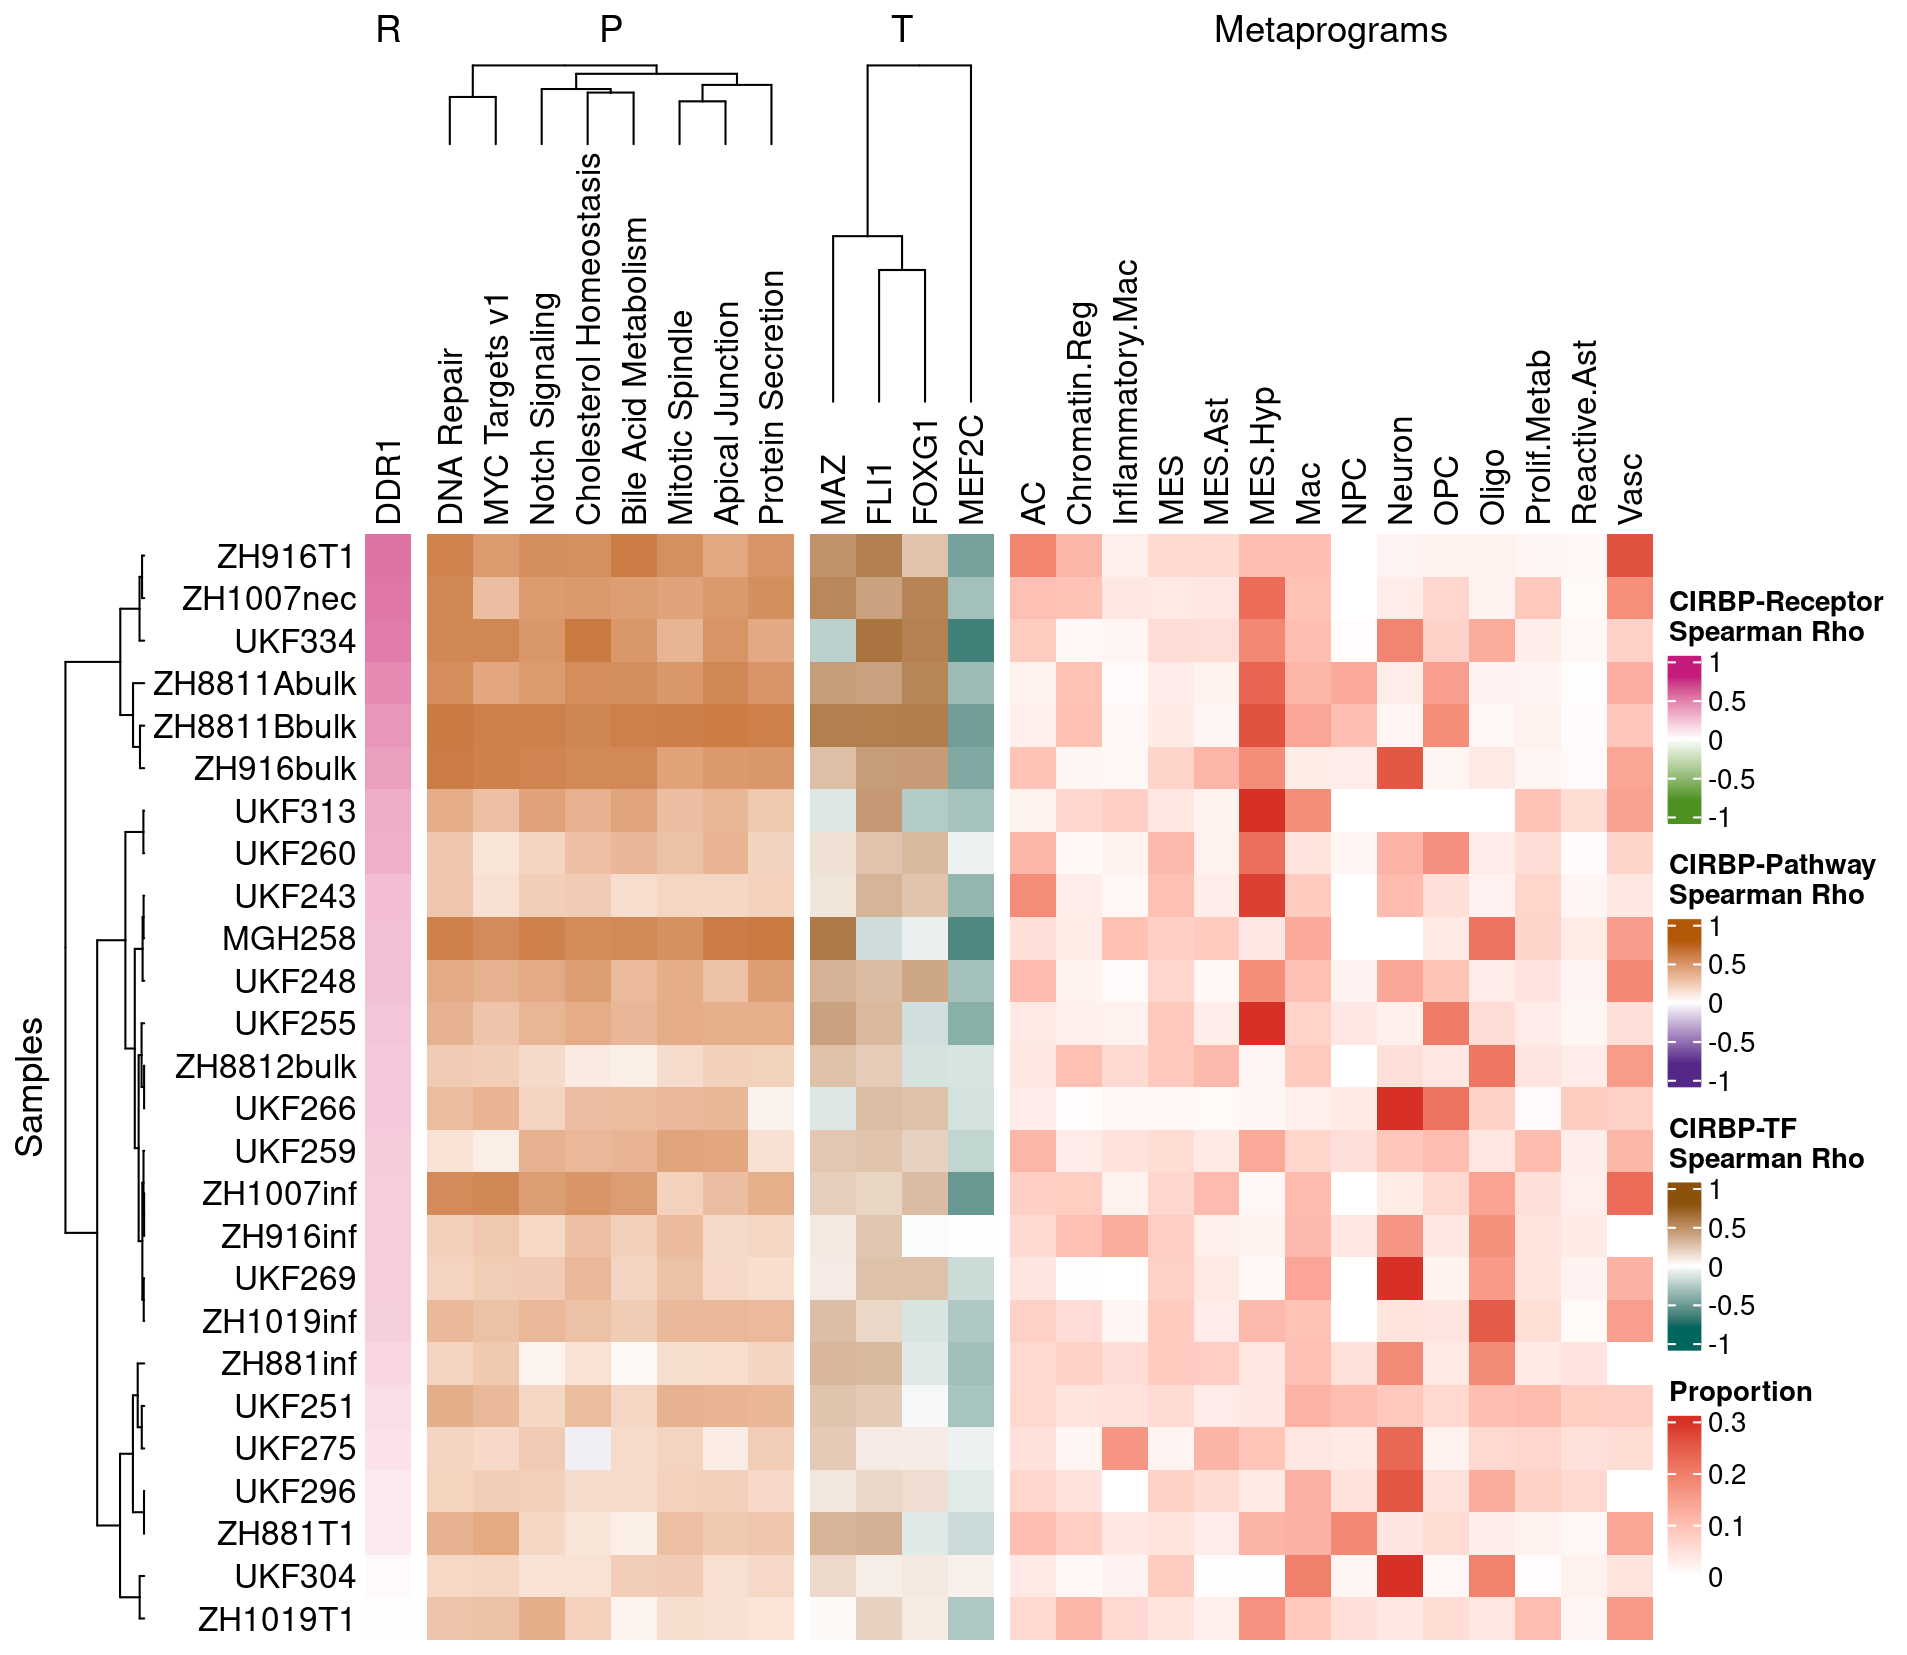 R
P
T
Metaprograms
DDR1
DNA Repair
MYC Targets v1
Notch Signaling
Cholesterol Homeostasis
Bile Acid Metabolism
Mitotic Spindle
Apical Junction
Protein Secretion
MAZ
FLI1
FOXG1
MEF2C
AC
Chromatin.Reg
Inflammatory.Mac
MES
MES.Ast
MES.Hyp
Mac
NPC
Neuron
OPC
Oligo
Prolif.Metab
Reactive.Ast
Vasc
Samples
ZH916T1
ZH1007nec
UKF334
ZH8811Abulk
ZH8811Bbulk
ZH916bulk
UKF313
UKF260
UKF243
MGH258
UKF248
UKF255
ZH8812bulk
UKF266
UKF259
ZH1007inf
ZH916inf
UKF269
ZH1019inf
ZH881inf
UKF251
UKF275
UKF296
ZH881T1
UKF304
ZH1019T1
CIRBP-Receptor
Spearman Rho
1
0.5
0
-0.5
-1
CIRBP-Pathway
Spearman Rho
1
0.5
0
-0.5
-1
CIRBP-TF
Spearman Rho
1
0.5
0
-0.5
-1
Proportion
0.3
0.2
0.1
0